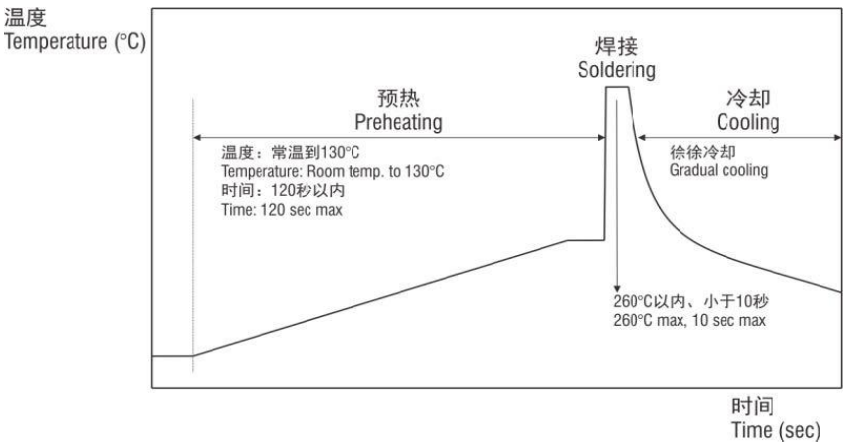 温度
Temperature (°C)
焊接
Soldering
预热
Preheating
冷却
Cooling
温度：常温到130°C
Temperature: Room temp. to 130°C
时间：120秒以内
Time: 120 sec max
徐徐冷却
Gradual cooling
260°C以内、小于10秒
260°C max, 10 sec max
时间
Time (sec)